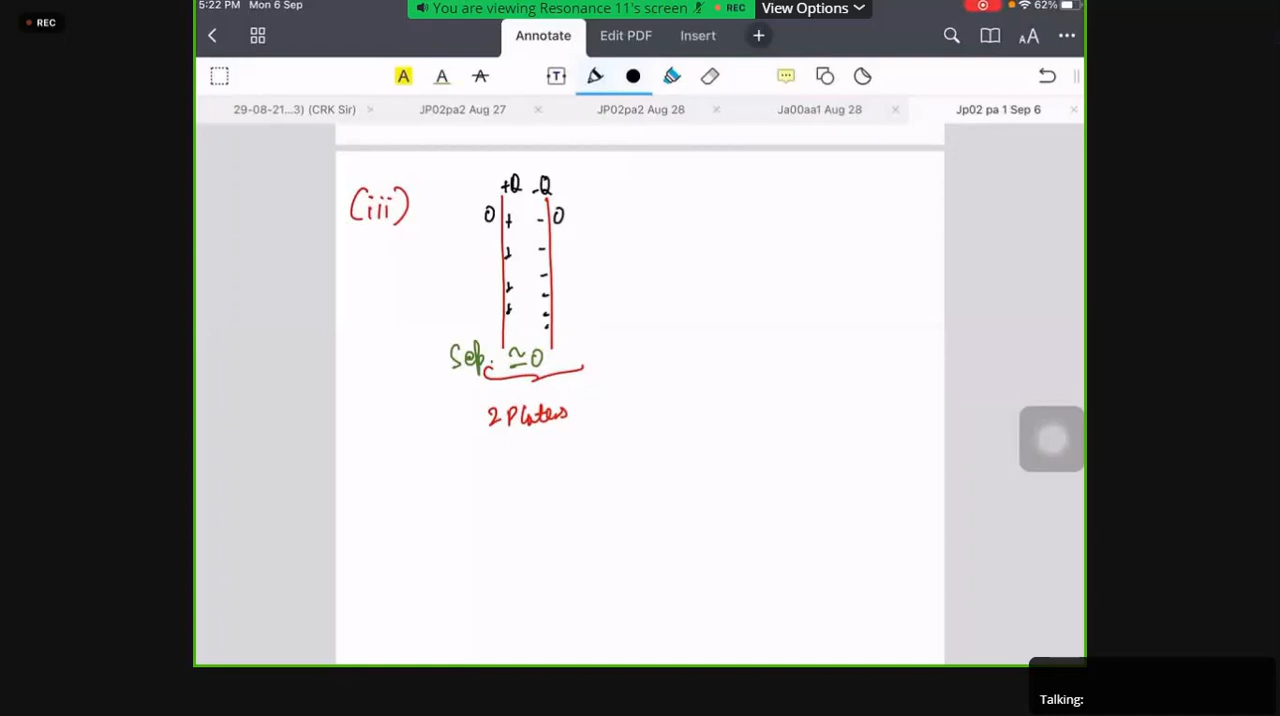 5:22 PM Mon 6 Sep
You are viewing Resonance 11's screen
REC
View Options
62%
REC
Annotate
Edit PDF
Insert
AA
A
A
A
T
29-08-21...3) (CRK Sir)
JP02pa2 Aug 27
JP02pa2 Aug 28
Ja00aa1 Aug 28
Jp02 pa 1 Sep 6
(iii)
+Q -Q
0 + - 0
+ -
-
+ -
+ -
-
Sep. ≃ 0
2 Plates
Talking: